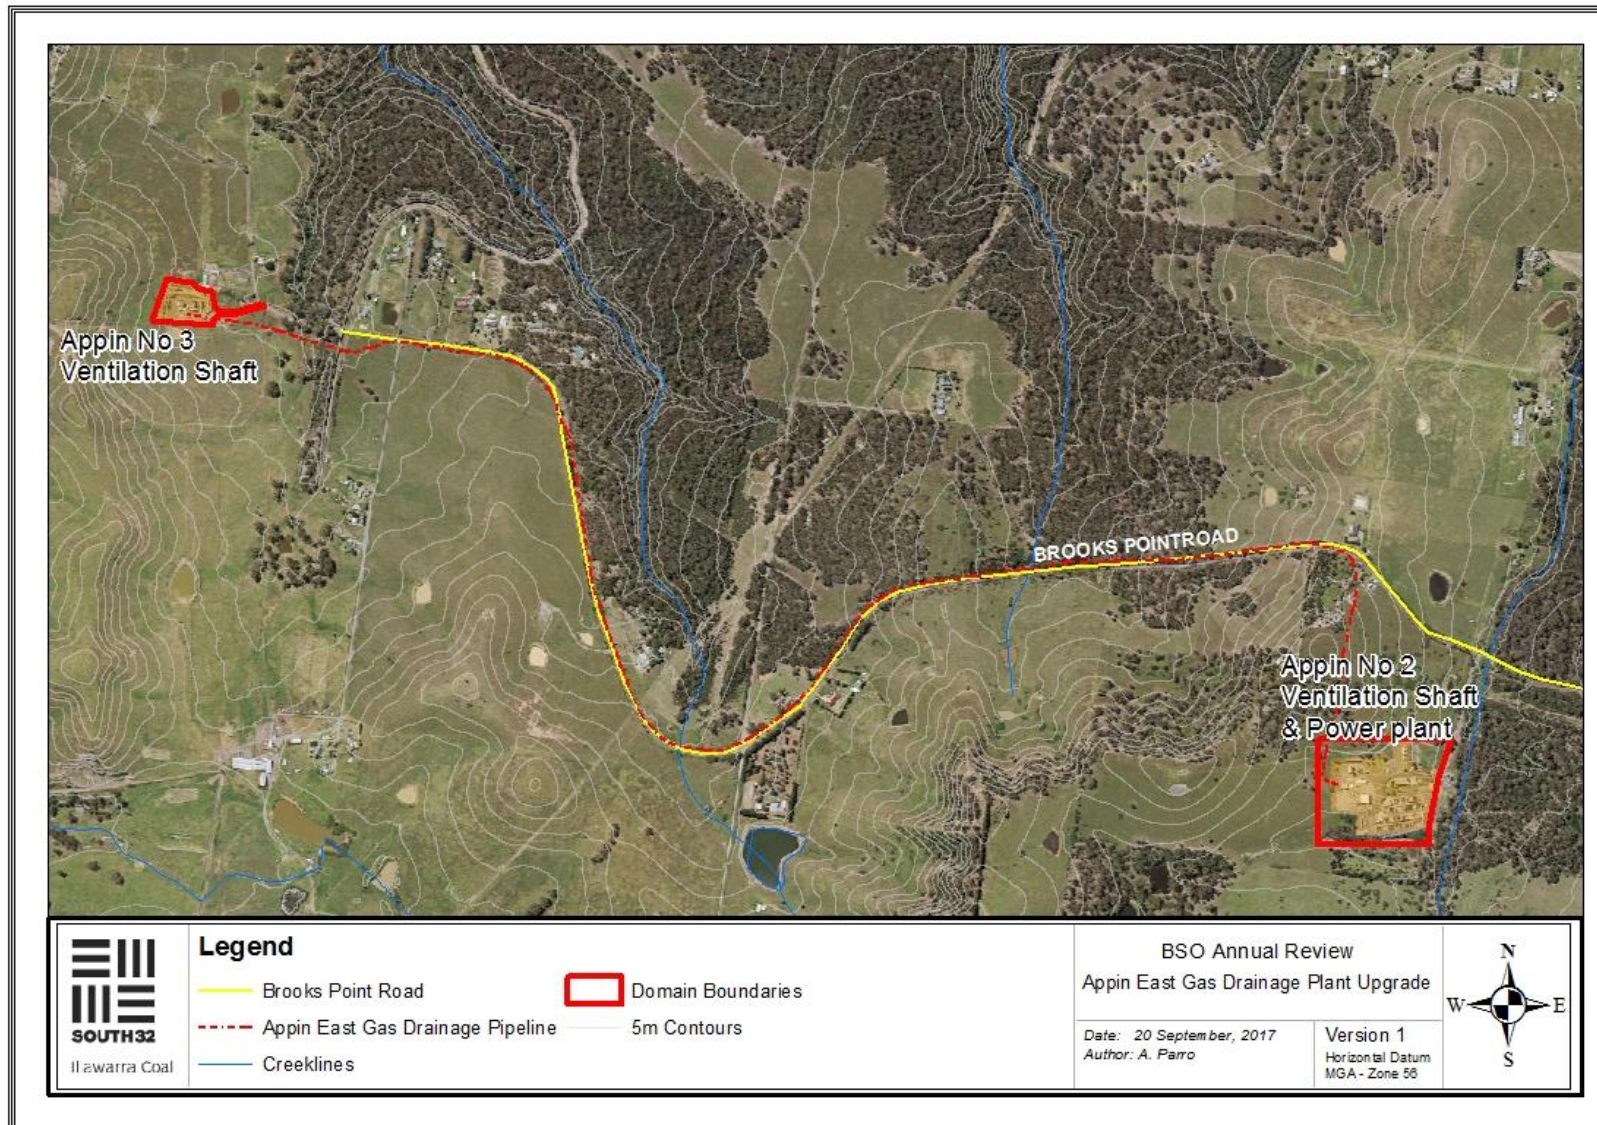 Appin No 3
Ventilation Shaft
BROOKS POINTROAD
Appin No 2
Ventilation Shaft
& Power plant
SOUTH32
Illawarra Coal
Legend
Brooks Point Road
Appin East Gas Drainage Pipeline
Creeklines
Domain Boundaries
5m Contours
BSO Annual Review
Appin East Gas Drainage Plant Upgrade
Date: 20 September, 2017
Author: A. Parro
Version 1
Horizontal Datum
MGA - Zone 56
N
W E
S